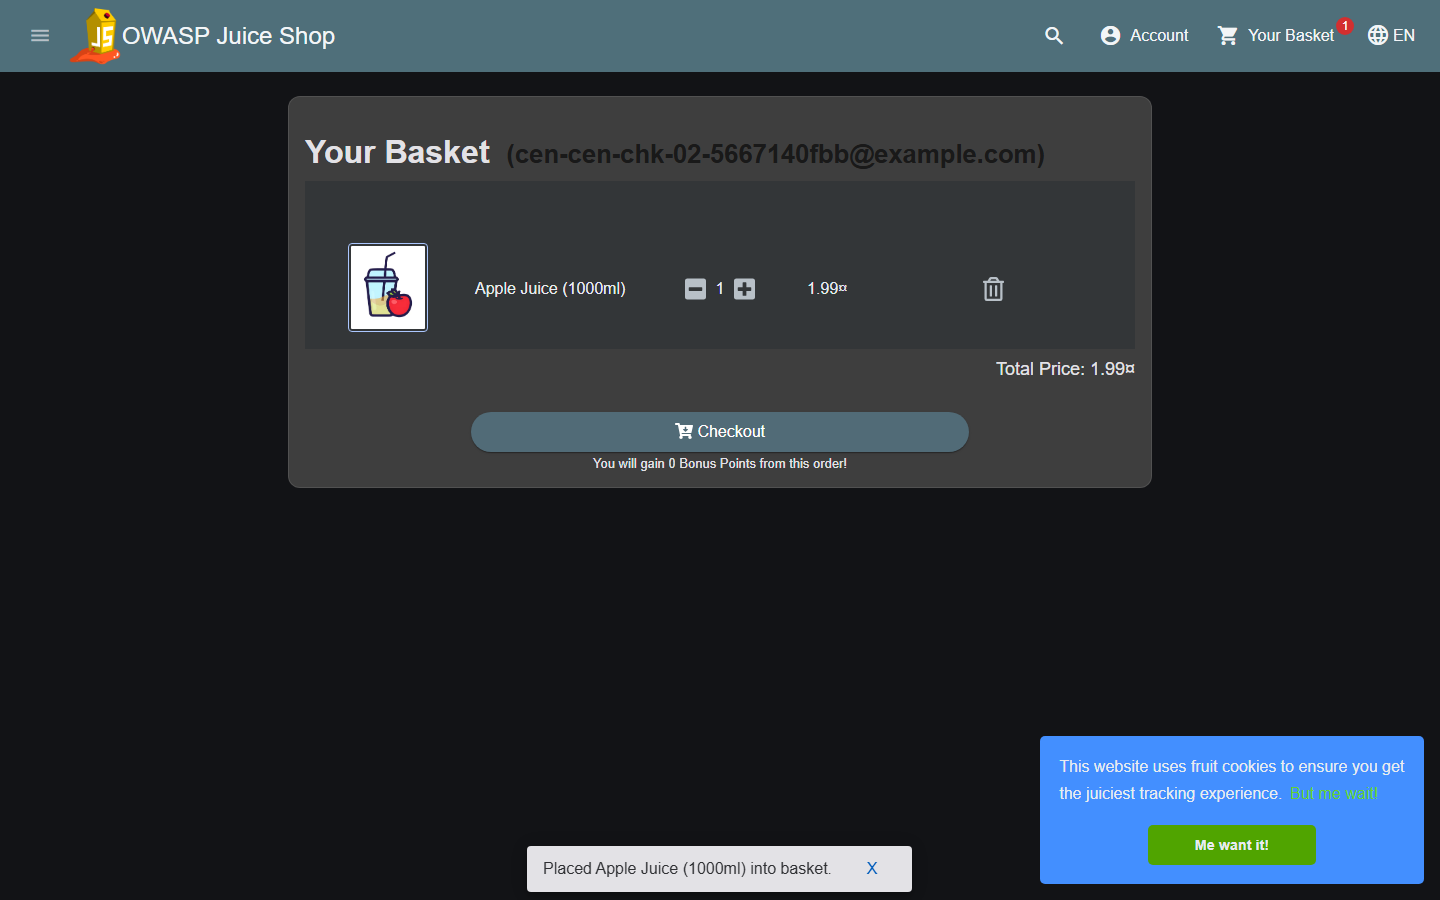 OWASP Juice Shop
Account
Your Basket
1
EN
Your Basket (cen-cen-chk-02-5667140fbb@example.com)
Apple Juice (1000ml)
1
1.99¤
Total Price: 1.99¤
Checkout
You will gain 0 Bonus Points from this order!
This website uses fruit cookies to ensure you get
the juiciest tracking experience. But me wait!
Me want it!
Placed Apple Juice (1000ml) into basket.
X